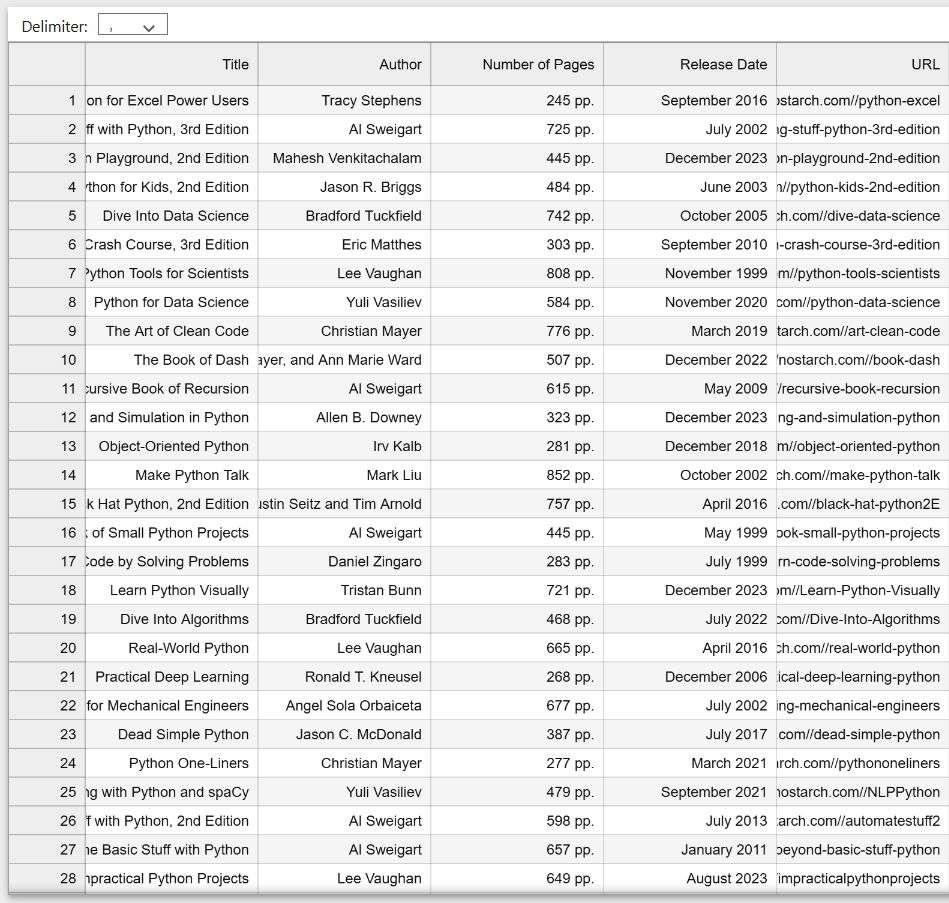 Delimiter: ,
Title Author Number of Pages Release Date URL
1 on for Excel Power Users Tracy Stephens 245 pp. September 2016 ostarch.com//python-excel
2 ff with Python, 3rd Edition Al Sweigart 725 pp. July 2002 ng-stuff-python-3rd-edition
3 n Playground, 2nd Edition Mahesh Venkitachalam 445 pp. December 2023 on-playground-2nd-edition
4 ython for Kids, 2nd Edition Jason R. Briggs 484 pp. June 2003 n//python-kids-2nd-edition
5 Dive Into Data Science Bradford Tuckfield 742 pp. October 2005 ch.com//dive-data-science
6 Crash Course, 3rd Edition Eric Matthes 303 pp. September 2010 -crash-course-3rd-edition
7 Python Tools for Scientists Lee Vaughan 808 pp. November 1999 m//python-tools-scientists
8 Python for Data Science Yuli Vasiliev 584 pp. November 2020 com//python-data-science
9 The Art of Clean Code Christian Mayer 776 pp. March 2019 tarch.com//art-clean-code
10 The Book of Dash ayer, and Ann Marie Ward 507 pp. December 2022 /nostarch.com//book-dash
11 cursive Book of Recursion Al Sweigart 615 pp. May 2009 //recursive-book-recursion
12 and Simulation in Python Allen B. Downey 323 pp. December 2023 ng-and-simulation-python
13 Object-Oriented Python Irv Kalb 281 pp. December 2018 m//object-oriented-python
14 Make Python Talk Mark Liu 852 pp. October 2002 ch.com//make-python-talk
15 k Hat Python, 2nd Edition ustin Seitz and Tim Arnold 757 pp. April 2016 .com//black-hat-python2E
16 k of Small Python Projects Al Sweigart 445 pp. May 1999 ook-small-python-projects
17 Code by Solving Problems Daniel Zingaro 283 pp. July 1999 rn-code-solving-problems
18 Learn Python Visually Tristan Bunn 721 pp. December 2023 om//Learn-Python-Visually
19 Dive Into Algorithms Bradford Tuckfield 468 pp. July 2022 com//Dive-Into-Algorithms
20 Real-World Python Lee Vaughan 665 pp. April 2016 ch.com//real-world-python
21 Practical Deep Learning Ronald T. Kneusel 268 pp. December 2006 ical-deep-learning-python
22 for Mechanical Engineers Angel Sola Orbaiceta 677 pp. July 2002 ing-mechanical-engineers
23 Dead Simple Python Jason C. McDonald 387 pp. July 2017 com//dead-simple-python
24 Python One-Liners Christian Mayer 277 pp. March 2021 rch.com//pythononeliners
25 ng with Python and spaCy Yuli Vasiliev 479 pp. September 2021 nostarch.com//NLPPython
26 ff with Python, 2nd Edition Al Sweigart 598 pp. July 2013 arch.com//automatestuff2
27 he Basic Stuff with Python Al Sweigart 657 pp. January 2011 beyond-basic-stuff-python
28 mpractical Python Projects Lee Vaughan 649 pp. August 2023 /impracticalpythonprojects